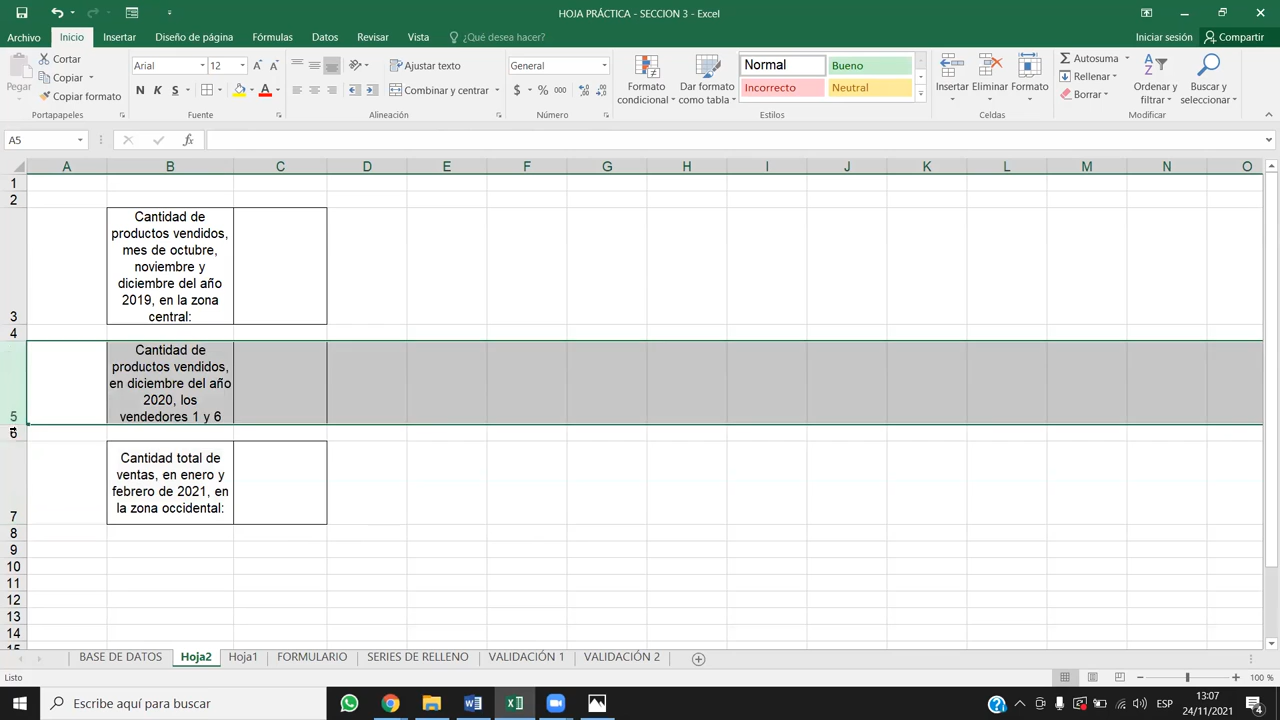 HOJA PRÁCTICA - SECCION 3 - Excel
Archivo Inicio Insertar Diseño de página Fórmulas Datos Revisar Vista ¿Qué desea hacer? Iniciar sesión Compartir
Pegar
Cortar
Copiar
Copiar formato
Portapapeles
Arial 12
N K S
Fuente
Ajustar texto
Combinar y centrar
Alineación
General
$ % 000
Número
Formato condicional
Dar formato como tabla
Normal Bueno
Incorrecto Neutral
Estilos
Insertar Eliminar Formato
Celdas
Autosuma
Rellenar
Borrar
Ordenar y filtrar
Buscar y seleccionar
Modificar
A5 fx
A B C D E F G H I J K L M N O
1
2
Cantidad de
productos vendidos,
mes de octubre,
noviembre y
diciembre del año
2019, en la zona
central:
3
4
Cantidad de
productos vendidos,
en diciembre del año
2020, los
vendedores 1 y 6
5
6
Cantidad total de
ventas, en enero y
febrero de 2021, en
la zona occidental:
7
8
9
10
11
12
13
14
15
BASE DE DATOS Hoja2 Hoja1 FORMULARIO SERIES DE RELLENO VALIDACIÓN 1 VALIDACIÓN 2
Listo 100 %
Escribe aquí para buscar
ESP
13:07
24/11/2021
4